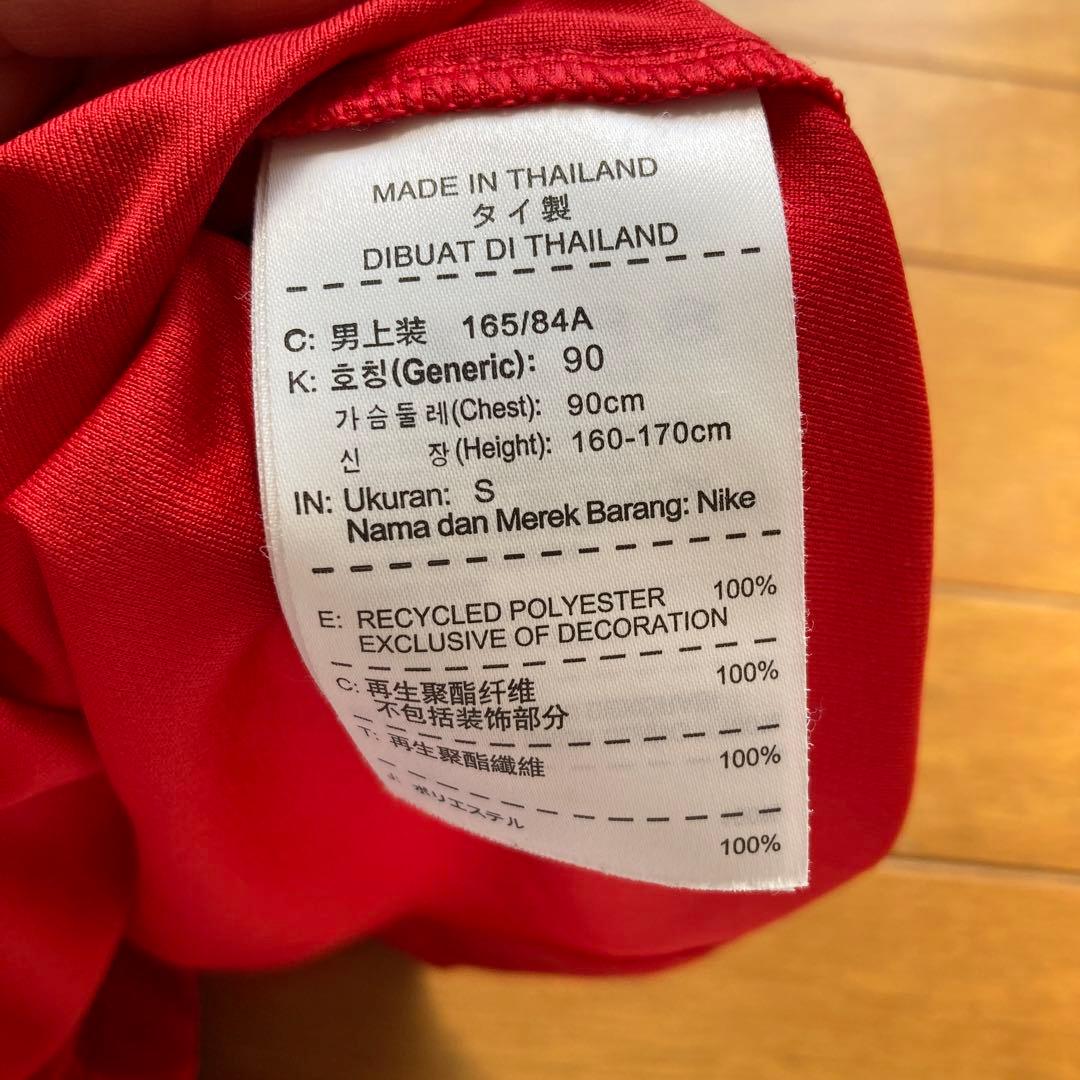 MADE IN THAILAND
タイ製
DIBUAT DI THAILAND
C: 男上装 165/84A
K: 호칭(Generic): 90
가슴둘레(Chest): 90cm
신 장(Height): 160-170cm
IN: Ukuran: S
Nama dan Merek Barang: Nike
E: RECYCLED POLYESTER 100%
EXCLUSIVE OF DECORATION
C: 再生聚酯纤维 100%
不包括装饰部分
T: 再生聚酯纖維 100%
ポリエステル 100%